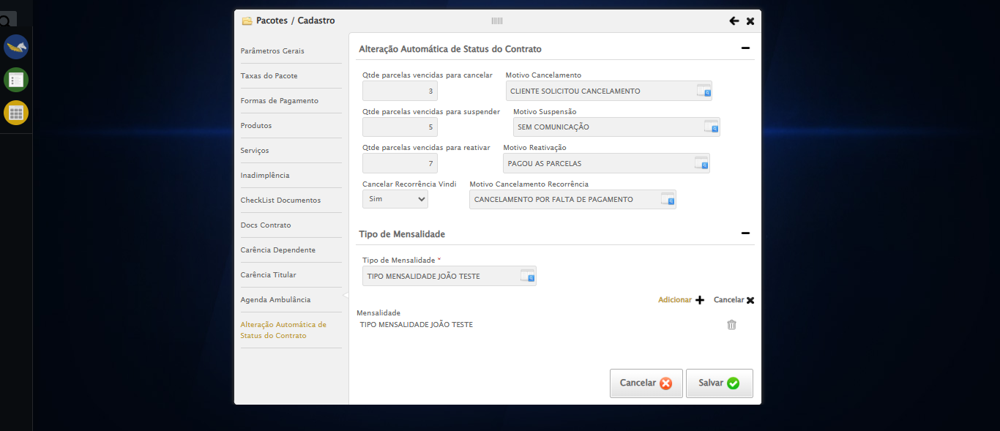 Pacotes / Cadastro
Parâmetros Gerais
Taxas do Pacote
Formas de Pagamento
Produtos
Serviços
Inadimplência
CheckList Documentos
Docs Contrato
Carência Dependente
Carência Titular
Agenda Ambulância
Alteração Automática de
Status do Contrato
Alteração Automática de Status do Contrato
Qtde parcelas vencidas para cancelar Motivo Cancelamento
3 CLIENTE SOLICITOU CANCELAMENTO
Qtde parcelas vencidas para suspender Motivo Suspensão
5 SEM COMUNICAÇÃO
Qtde parcelas vencidas para reativar Motivo Reativação
7 PAGOU AS PARCELAS
Cancelar Recorrência Vindi Motivo Cancelamento Recorrência
Sim CANCELAMENTO POR FALTA DE PAGAMENTO
Tipo de Mensalidade
Tipo de Mensalidade *
TIPO MENSALIDADE JOÃO TESTE
Adicionar Cancelar
Mensalidade
TIPO MENSALIDADE JOÃO TESTE
Cancelar Salvar